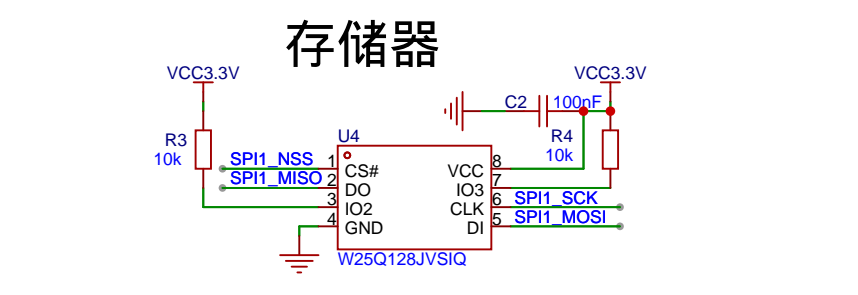 存储器
VCC3.3V
VCC3.3V
C2
100nF
R3
10k
U4
R4
10k
SPI1_NSS
1
CS#
VCC
8
SPI1_MISO
2
DO
IO3
7
3
IO2
CLK
6
SPI1_SCK
4
GND
DI
5
SPI1_MOSI
W25Q128JVSIQ